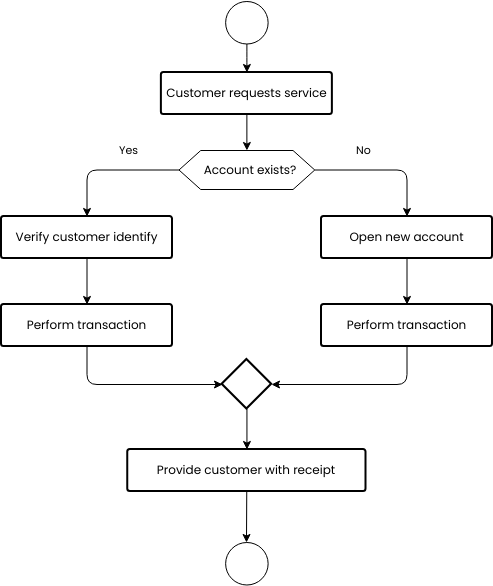 Customer requests service
Yes
No
Account exists?
Verify customer identify
Open new account
Perform transaction
Perform transaction
Provide customer with receipt